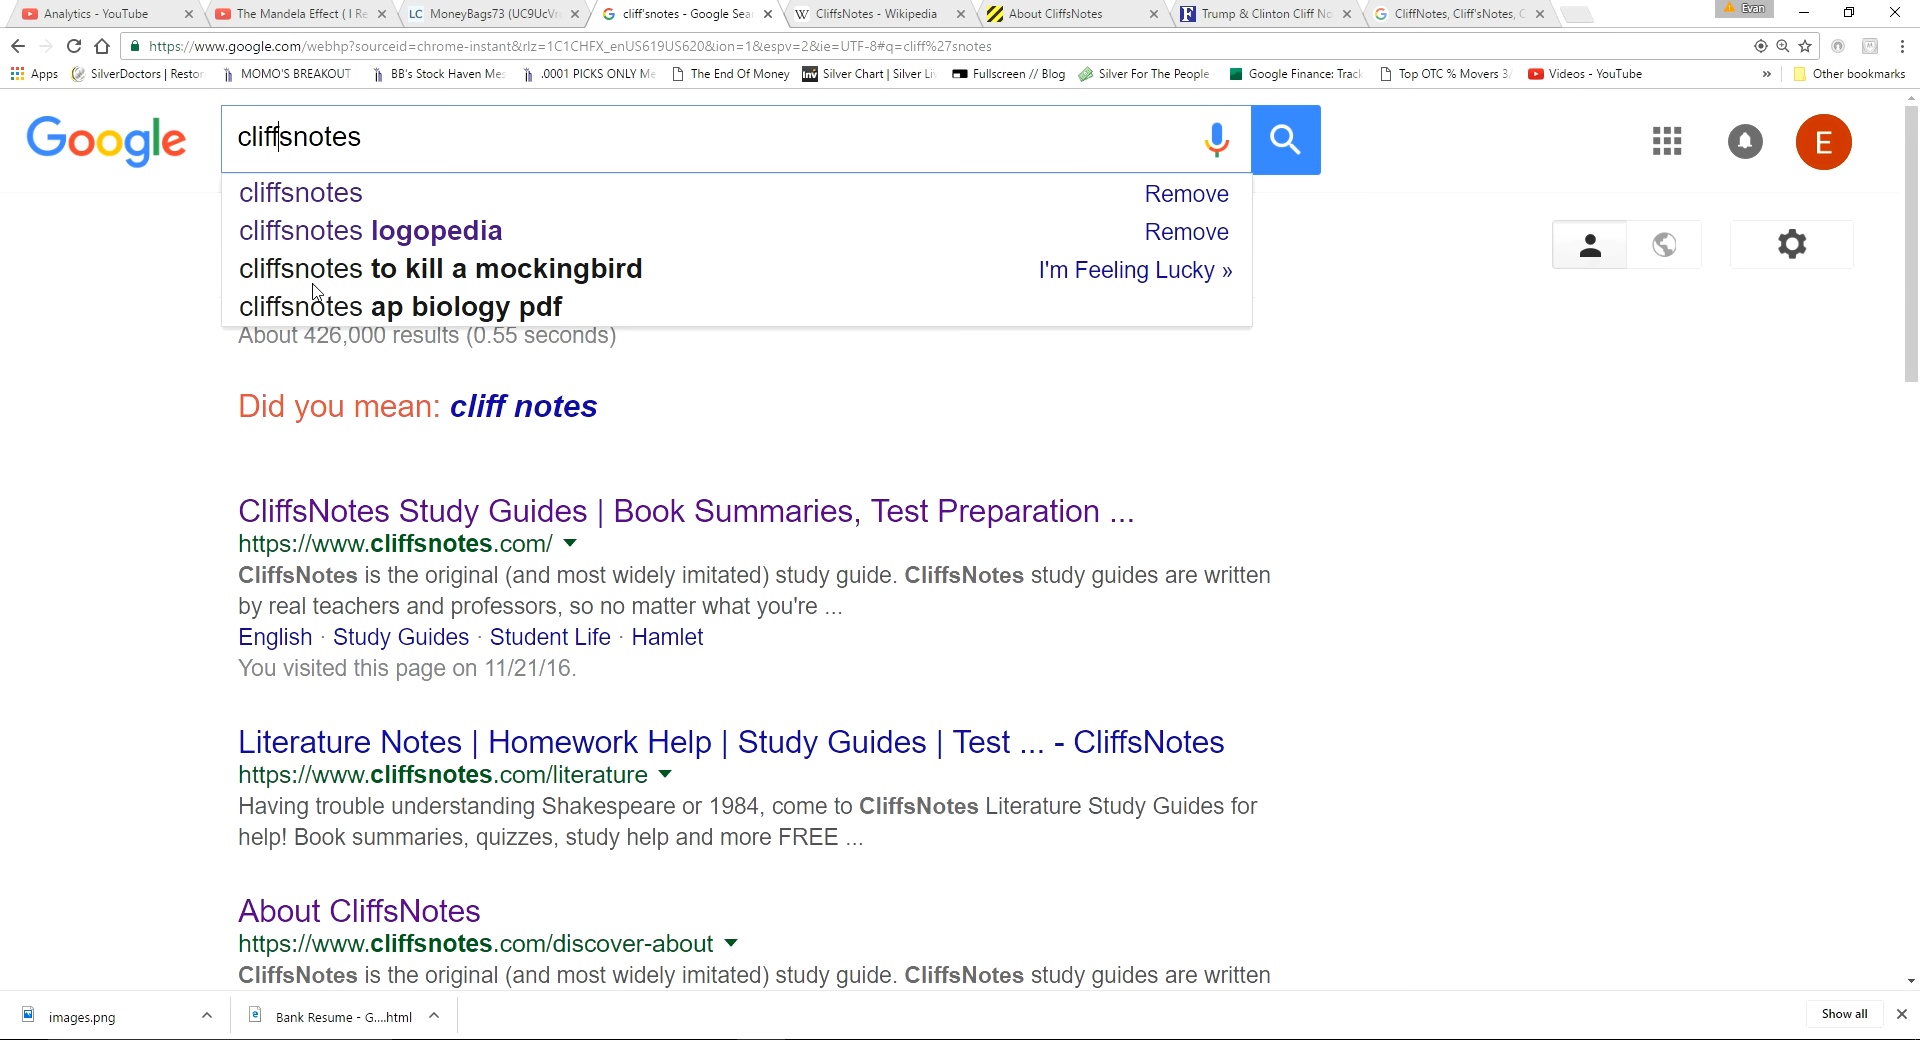 Analytics - YouTube
The Mandela Effect ( I Re
LC MoneyBags73 (UC9UcVr
cliff'snotes - Google Sea
W CliffsNotes - Wikipedia
About CliffsNotes
Trump & Clinton Cliff No
CliffNotes, Cliff'sNotes, C
Evan
https://www.google.com/webhp?sourceid=chrome-instant&rlz=1C1CHFX_enUS619US620&ion=1&espv=2&ie=UTF-8#q=cliff%27snotes
Apps
SilverDoctors | Restor
MOMO'S BREAKOUT
BB's Stock Haven Mes
.0001 PICKS ONLY Me
The End Of Money
Inv Silver Chart | Silver Liv
Fullscreen // Blog
Silver For The People
Google Finance: Track
Top OTC % Movers 3/
Videos - YouTube
»
Other bookmarks
Google
cliffsnotes
E
cliffsnotes Remove
cliffsnotes logopedia Remove
cliffsnotes to kill a mockingbird I'm Feeling Lucky »
cliffsnotes ap biology pdf
About 426,000 results (0.55 seconds)
Did you mean: cliff notes
CliffsNotes Study Guides | Book Summaries, Test Preparation ...
https://www.cliffsnotes.com/
CliffsNotes is the original (and most widely imitated) study guide. CliffsNotes study guides are written
by real teachers and professors, so no matter what you're ...
English · Study Guides · Student Life · Hamlet
You visited this page on 11/21/16.
Literature Notes | Homework Help | Study Guides | Test ... - CliffsNotes
https://www.cliffsnotes.com/literature
Having trouble understanding Shakespeare or 1984, come to CliffsNotes Literature Study Guides for
help! Book summaries, quizzes, study help and more FREE ...
About CliffsNotes
https://www.cliffsnotes.com/discover-about
CliffsNotes is the original (and most widely imitated) study guide. CliffsNotes study guides are written
images.png
Bank Resume - G....html
Show all